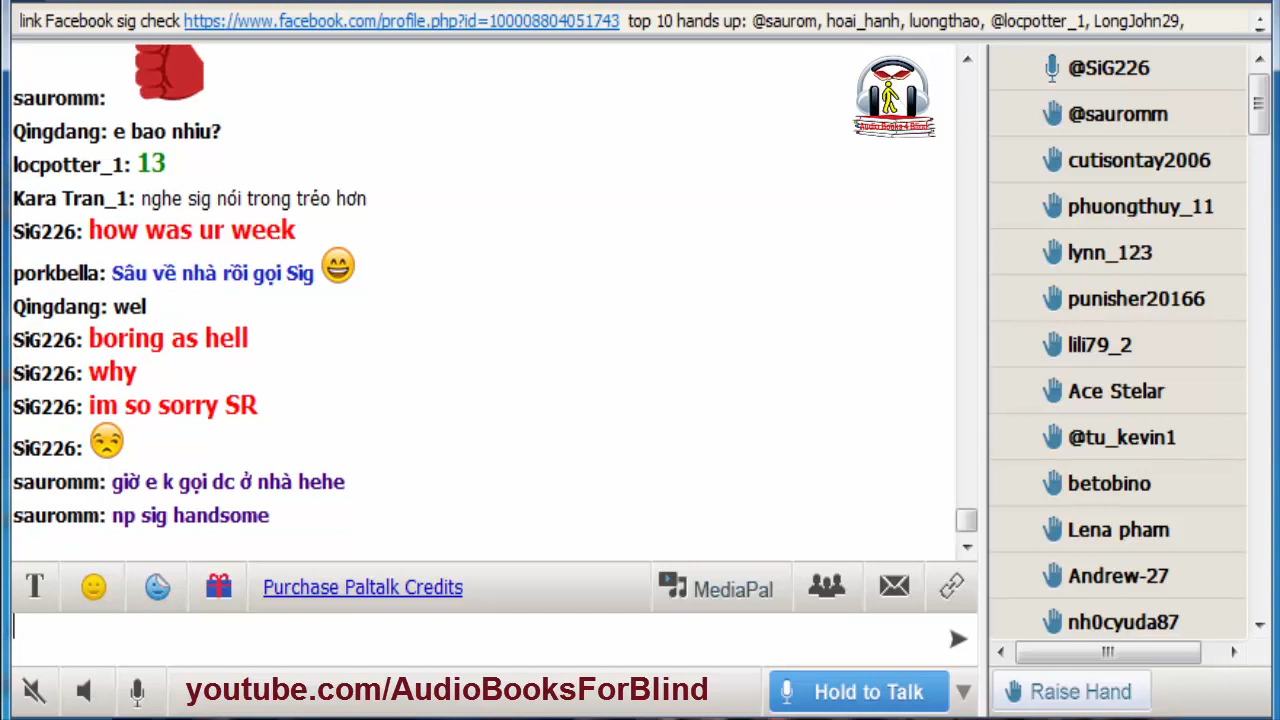 link Facebook sig check https://www.facebook.com/profile.php?id=100008804051743 top 10 hands up: @saurom, hoai_hanh, luongthao, @locpotter_1, LongJohn29,
sauromm:
Qingdang: e bao nhiu?
locpotter_1: 13
Kara Tran_1: nghe sig nói trong trẻo hơn
SiG226: how was ur week
porkbella: Sâu về nhà rồi gọi Sig
Qingdang: wel
SiG226: boring as hell
SiG226: why
SiG226: im so sorry SR
SiG226:
sauromm: giờ e k gọi dc ở nhà hehe
sauromm: np sig handsome
Audio Books 4 Blind
@SiG226
@sauromm
cutisontay2006
phuongthuy_11
lynn_123
punisher20166
lili79_2
Ace Stelar
@tu_kevin1
betobino
Lena pham
Andrew-27
nh0cyuda87
T
Purchase Paltalk Credits
MediaPal
youtube.com/AudioBooksForBlind
Hold to Talk
Raise Hand